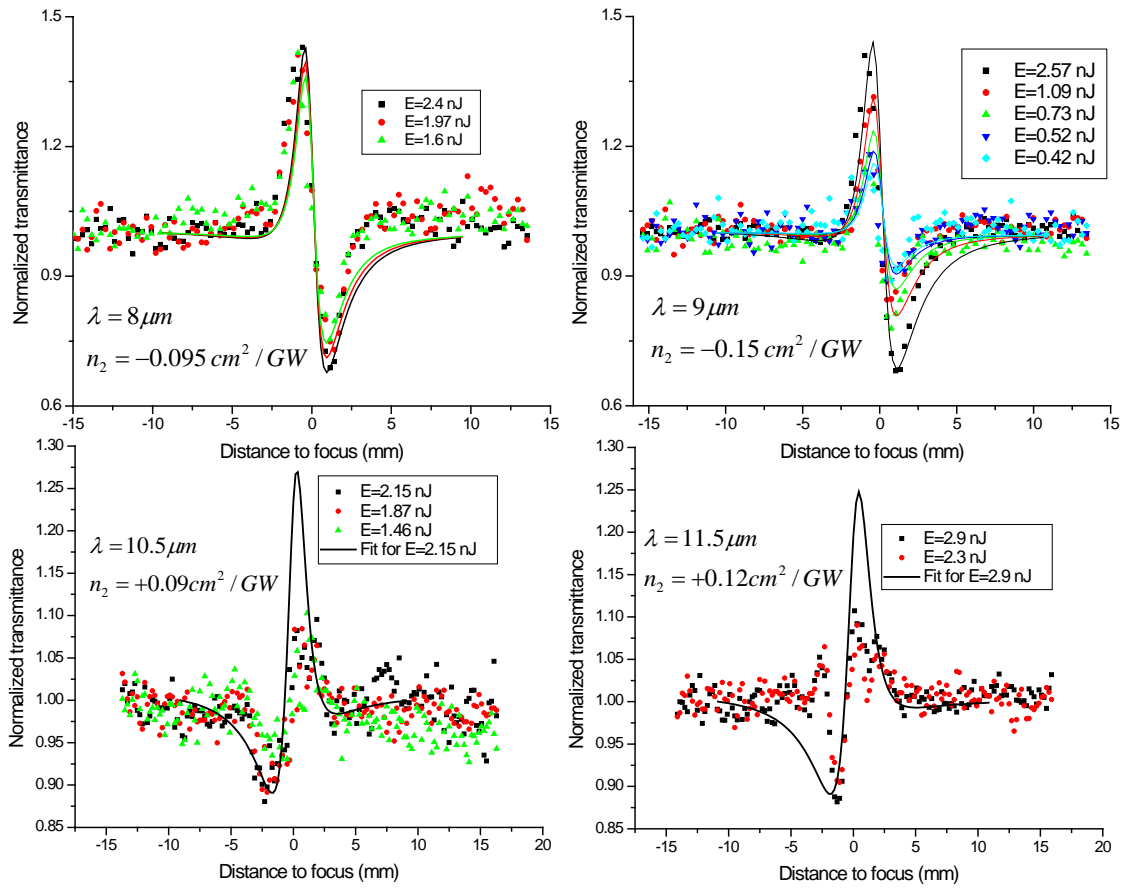 1.5
1.2
0.9
0.6
Normalized transmittance
E=2.4 nJ
E=1.97 nJ
E=1.6 nJ
λ = 8μm
n₂ = −0.095 cm² / GW
-15 -10 -5 0 5 10 15
Distance to focus (mm)
1.5
1.2
0.9
0.6
Normalized transmittance
E=2.57 nJ
E=1.09 nJ
E=0.73 nJ
E=0.52 nJ
E=0.42 nJ
λ = 9μm
n₂ = −0.15 cm² / GW
-15 -10 -5 0 5 10 15
Distance to focus (mm)
1.30
1.25
1.20
1.15
1.10
1.05
1.00
0.95
0.90
0.85
Normalized transmittance
E=2.15 nJ
E=1.87 nJ
E=1.46 nJ
Fit for E=2.15 nJ
λ = 10.5μm
n₂ = +0.09cm² / GW
-15 -10 -5 0 5 10 15 20
Distance to focus (mm)
1.30
1.25
1.20
1.15
1.10
1.05
1.00
0.95
0.90
0.85
Normalized transmittance
E=2.9 nJ
E=2.3 nJ
Fit for E=2.9 nJ
λ = 11.5μm
n₂ = +0.12cm² / GW
-15 -10 -5 0 5 10 15 20
Distance to focus (mm)